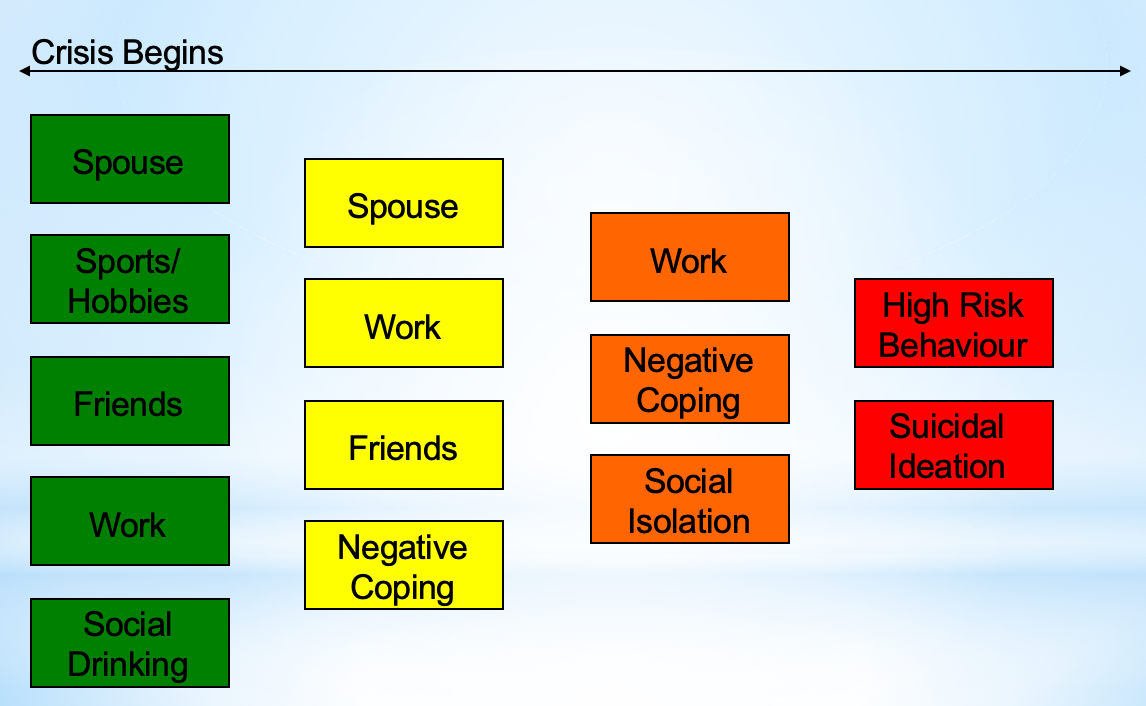 Crisis Begins
Spouse
Sports/
Hobbies
Friends
Work
Social
Drinking
Spouse
Work
Friends
Negative
Coping
Work
Negative
Coping
Social
Isolation
High Risk
Behaviour
Suicidal
Ideation